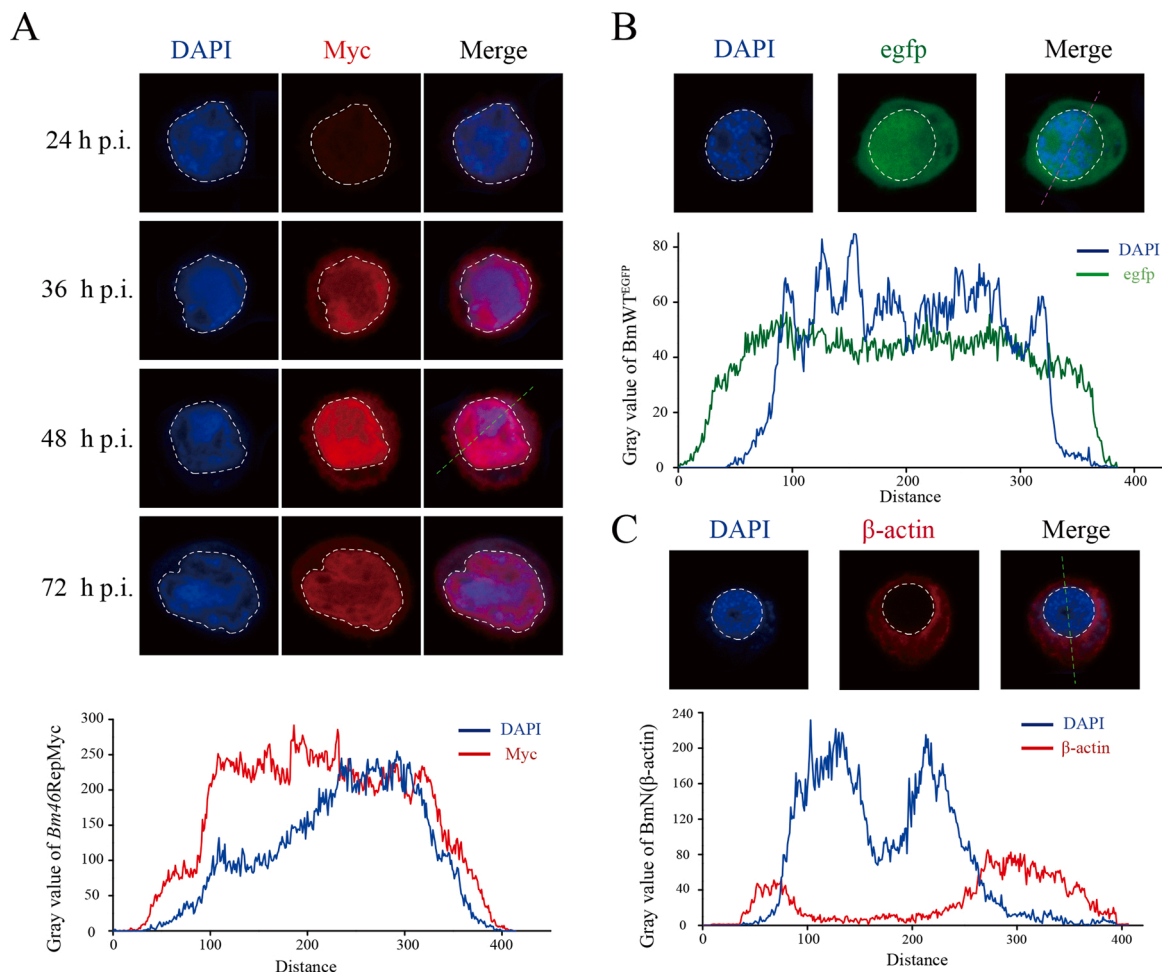 A
DAPI Myc Merge
24 h p.i.
36 h p.i.
48 h p.i.
72 h p.i.
Gray value of Bm46RepMyc
300
250
200
150
100
50
0
DAPI
Myc
0 100 200 300 400
Distance
B
DAPI egfp Merge
Gray value of BmWT^EGFP
80
60
40
20
0
DAPI
egfp
0 100 200 300 400
Distance
C
DAPI β-actin Merge
Gray value of BmN(β-actin)
240
200
160
120
80
40
0
DAPI
β-actin
0 100 200 300 400
Distance